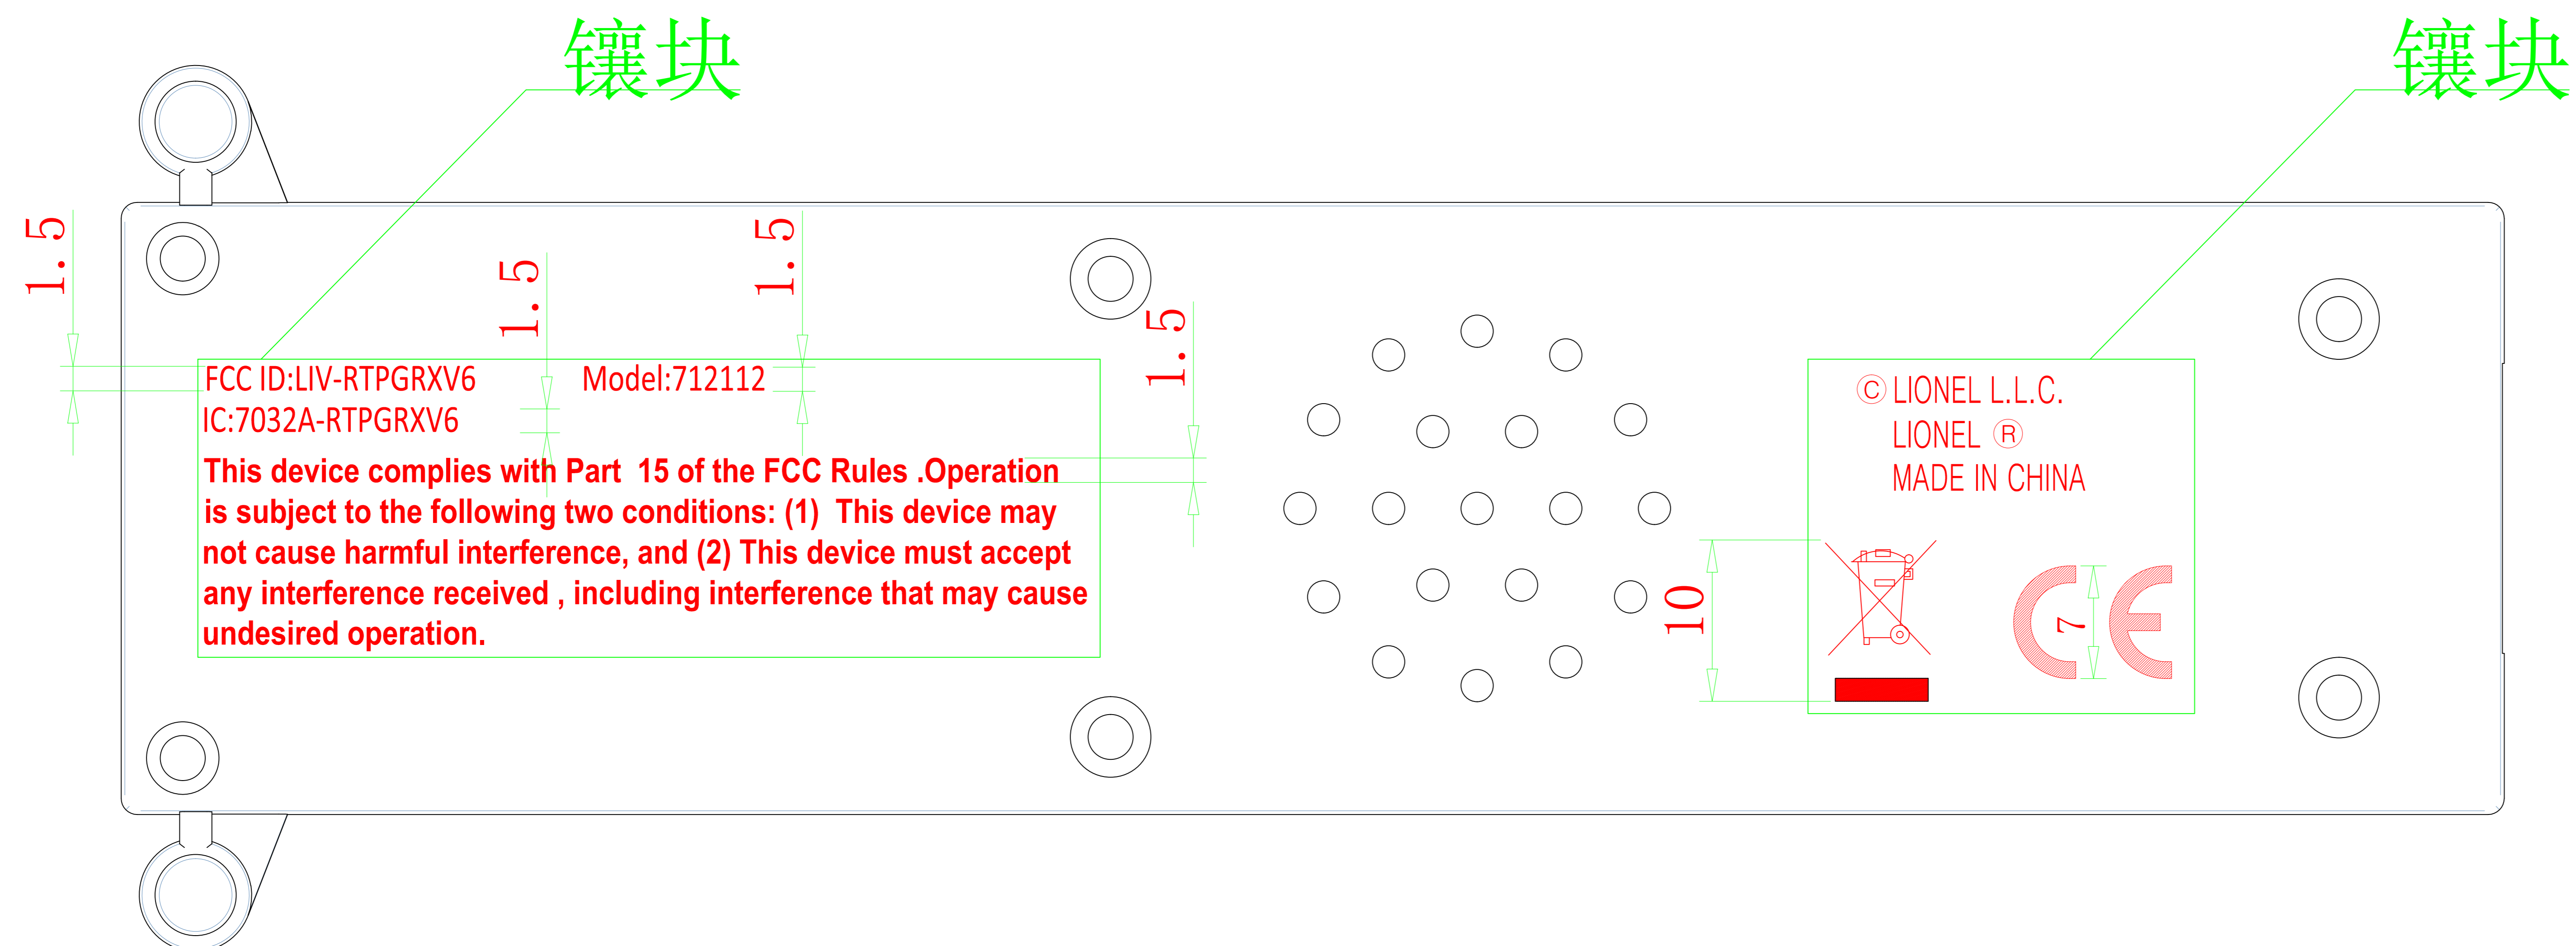 镶块
镶块
1.5
1.5
1.5
1.5
FCC ID:LIV-RTPGRXV6 Model:712112
IC:7032A-RTPGRXV6
This device complies with Part 15 of the FCC Rules .Operation
is subject to the following two conditions: (1) This device may
not cause harmful interference, and (2) This device must accept
any interference received , including interference that may cause
undesired operation.
© LIONEL L.L.C.
LIONEL ®
MADE IN CHINA
10
CE
7